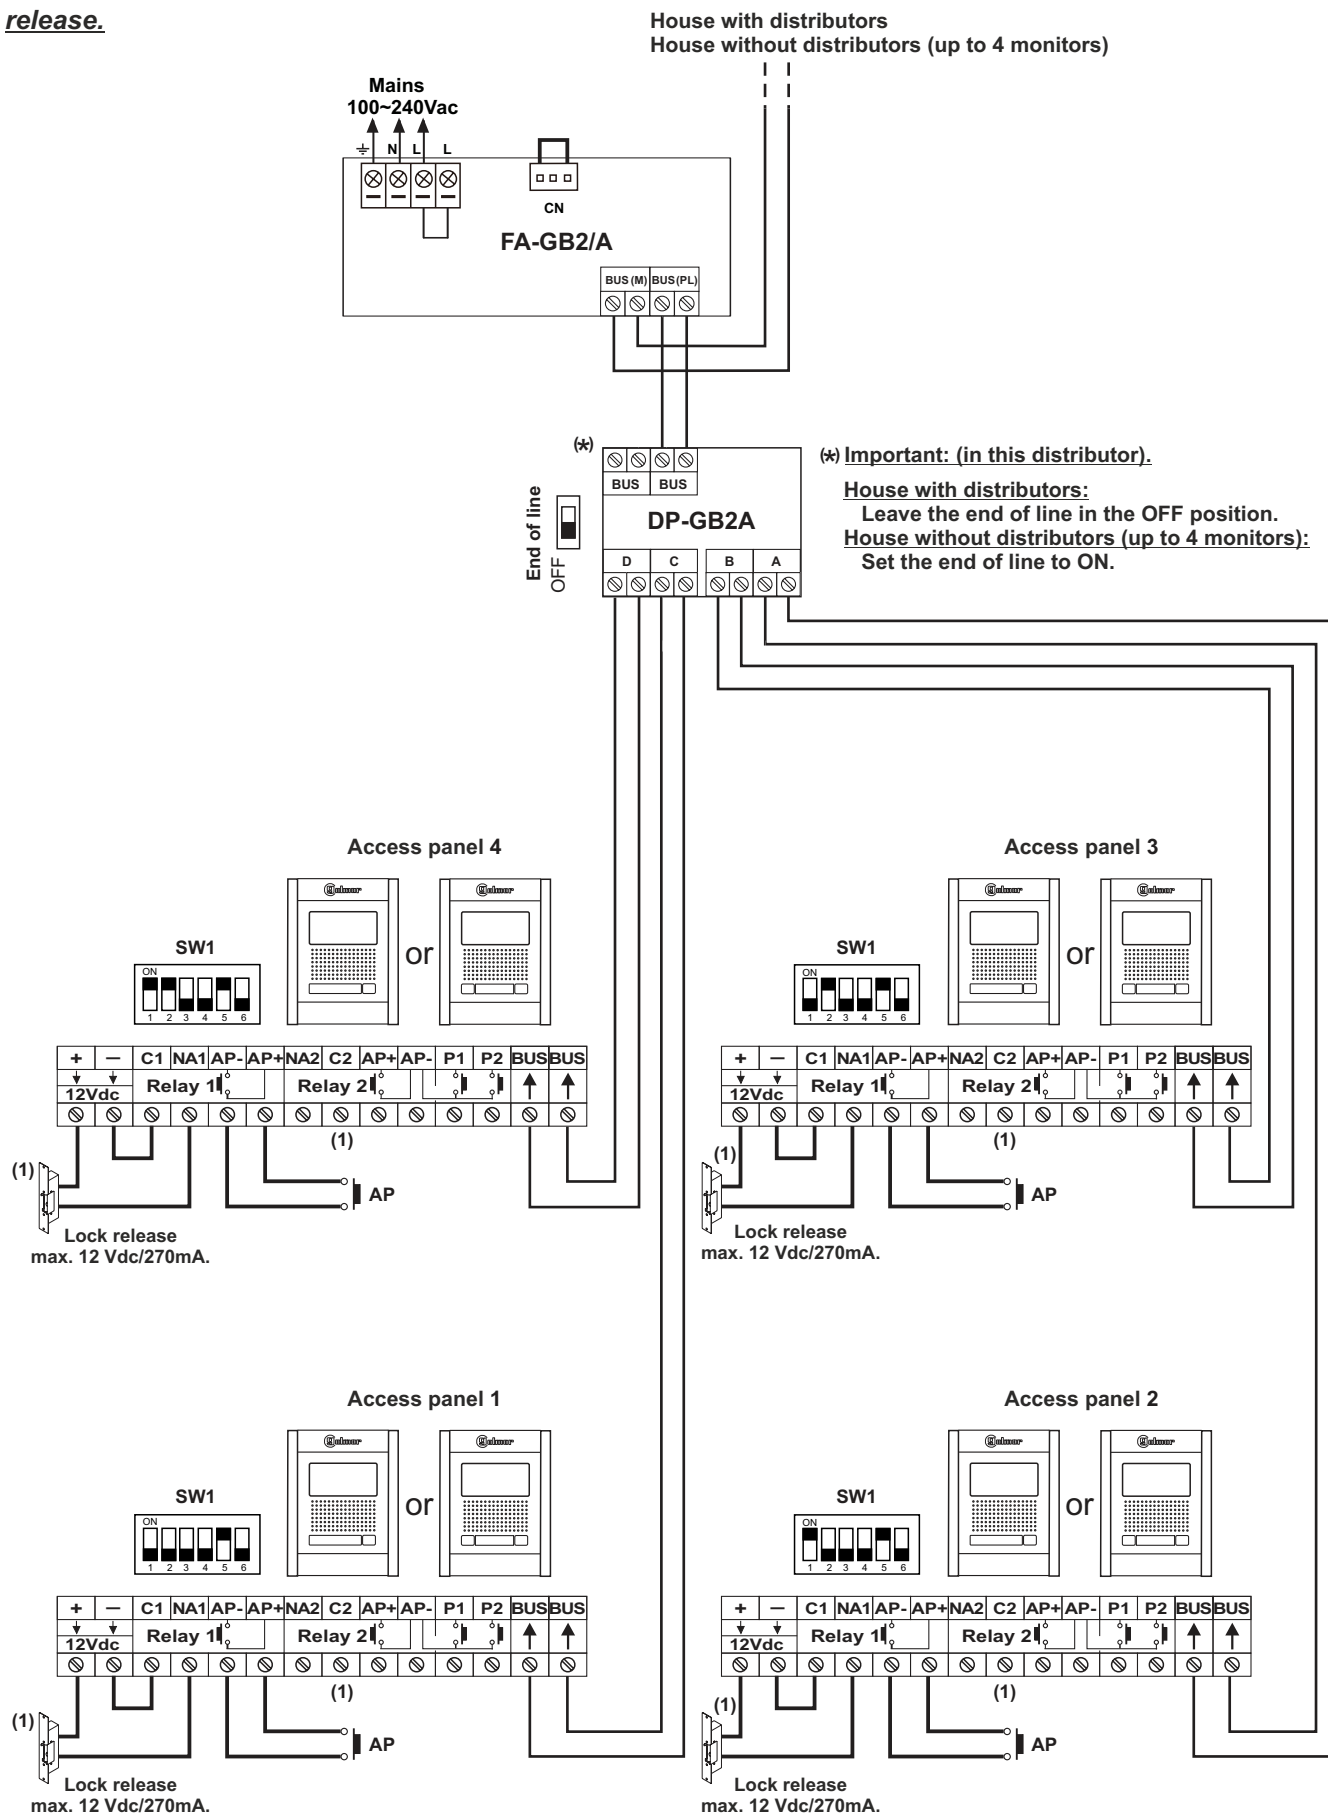 release.
House with distributors
House without distributors (up to 4 monitors)
Mains
100~240Vac
N L L
CN
FA-GB2/A
BUS (M) BUS (PL)
(*)
BUS BUS
DP-GB2A
D C B A
End of line
OFF
(*) Important: (in this distributor).
House with distributors:
Leave the end of line in the OFF position.
House without distributors (up to 4 monitors):
Set the end of line to ON.
Access panel 4
Golmar
Golmar
or
SW1
ON
1 2 3 4 5 6
+ — C1 NA1 AP- AP+ NA2 C2 AP+ AP- P1 P2 BUS BUS
12Vdc Relay 1 Relay 2
(1)
(1)
AP
Lock release
max. 12 Vdc/270mA.
Access panel 3
Golmar
Golmar
or
SW1
ON
1 2 3 4 5 6
+ — C1 NA1 AP- AP+ NA2 C2 AP+ AP- P1 P2 BUS BUS
12Vdc Relay 1 Relay 2
(1)
(1)
AP
Lock release
max. 12 Vdc/270mA.
Access panel 1
Golmar
Golmar
or
SW1
ON
1 2 3 4 5 6
+ — C1 NA1 AP- AP+ NA2 C2 AP+ AP- P1 P2 BUS BUS
12Vdc Relay 1 Relay 2
(1)
(1)
AP
Lock release
max. 12 Vdc/270mA.
Access panel 2
Golmar
Golmar
or
SW1
ON
1 2 3 4 5 6
+ — C1 NA1 AP- AP+ NA2 C2 AP+ AP- P1 P2 BUS BUS
12Vdc Relay 1 Relay 2
(1)
(1)
AP
Lock release
max. 12 Vdc/270mA.